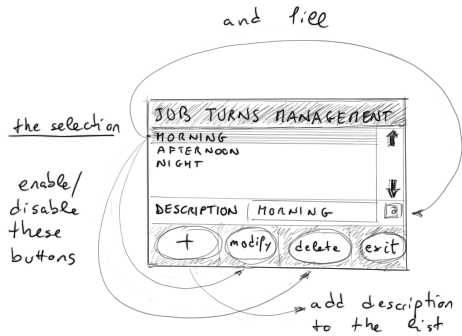 and fill
JOB TURNS MANAGEMENT
the selection
MORNING
AFTERNOON
NIGHT
enable/
disable
these
buttons
DESCRIPTION MORNING
+ modify delete exit
add description
to the list